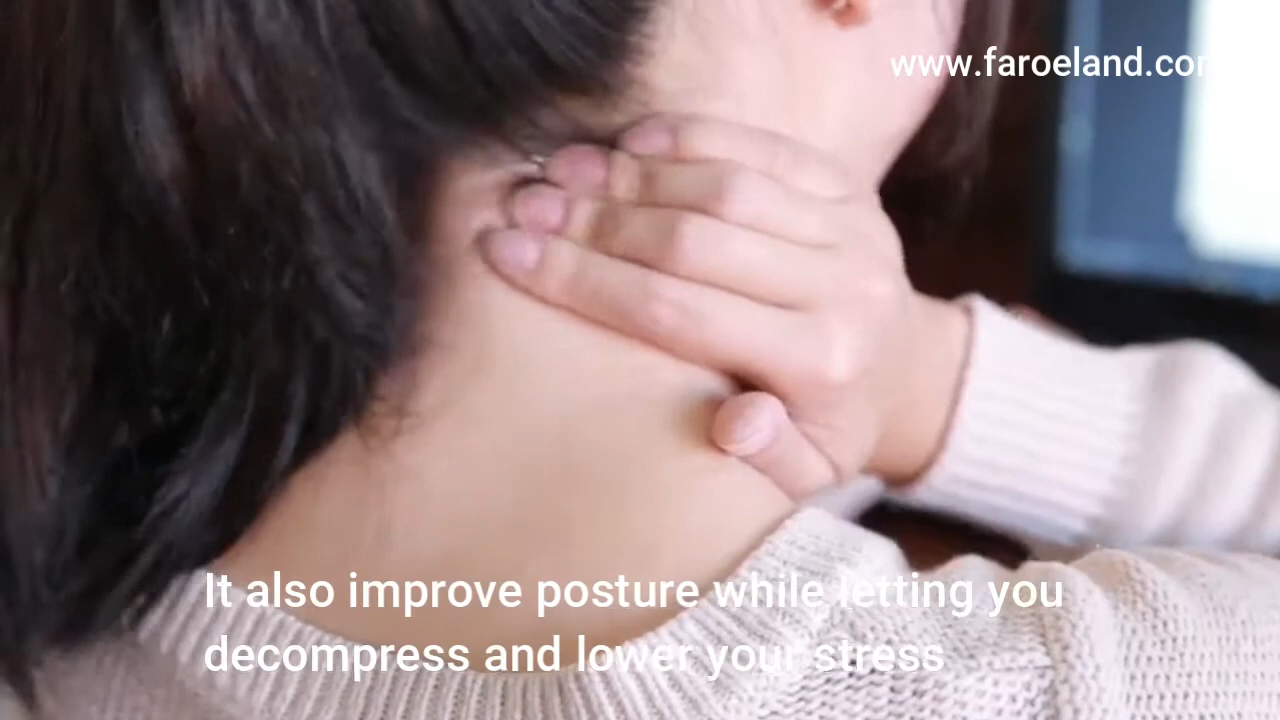 www.faroeland.com
It also improve posture while letting you
decompress and lower your stress